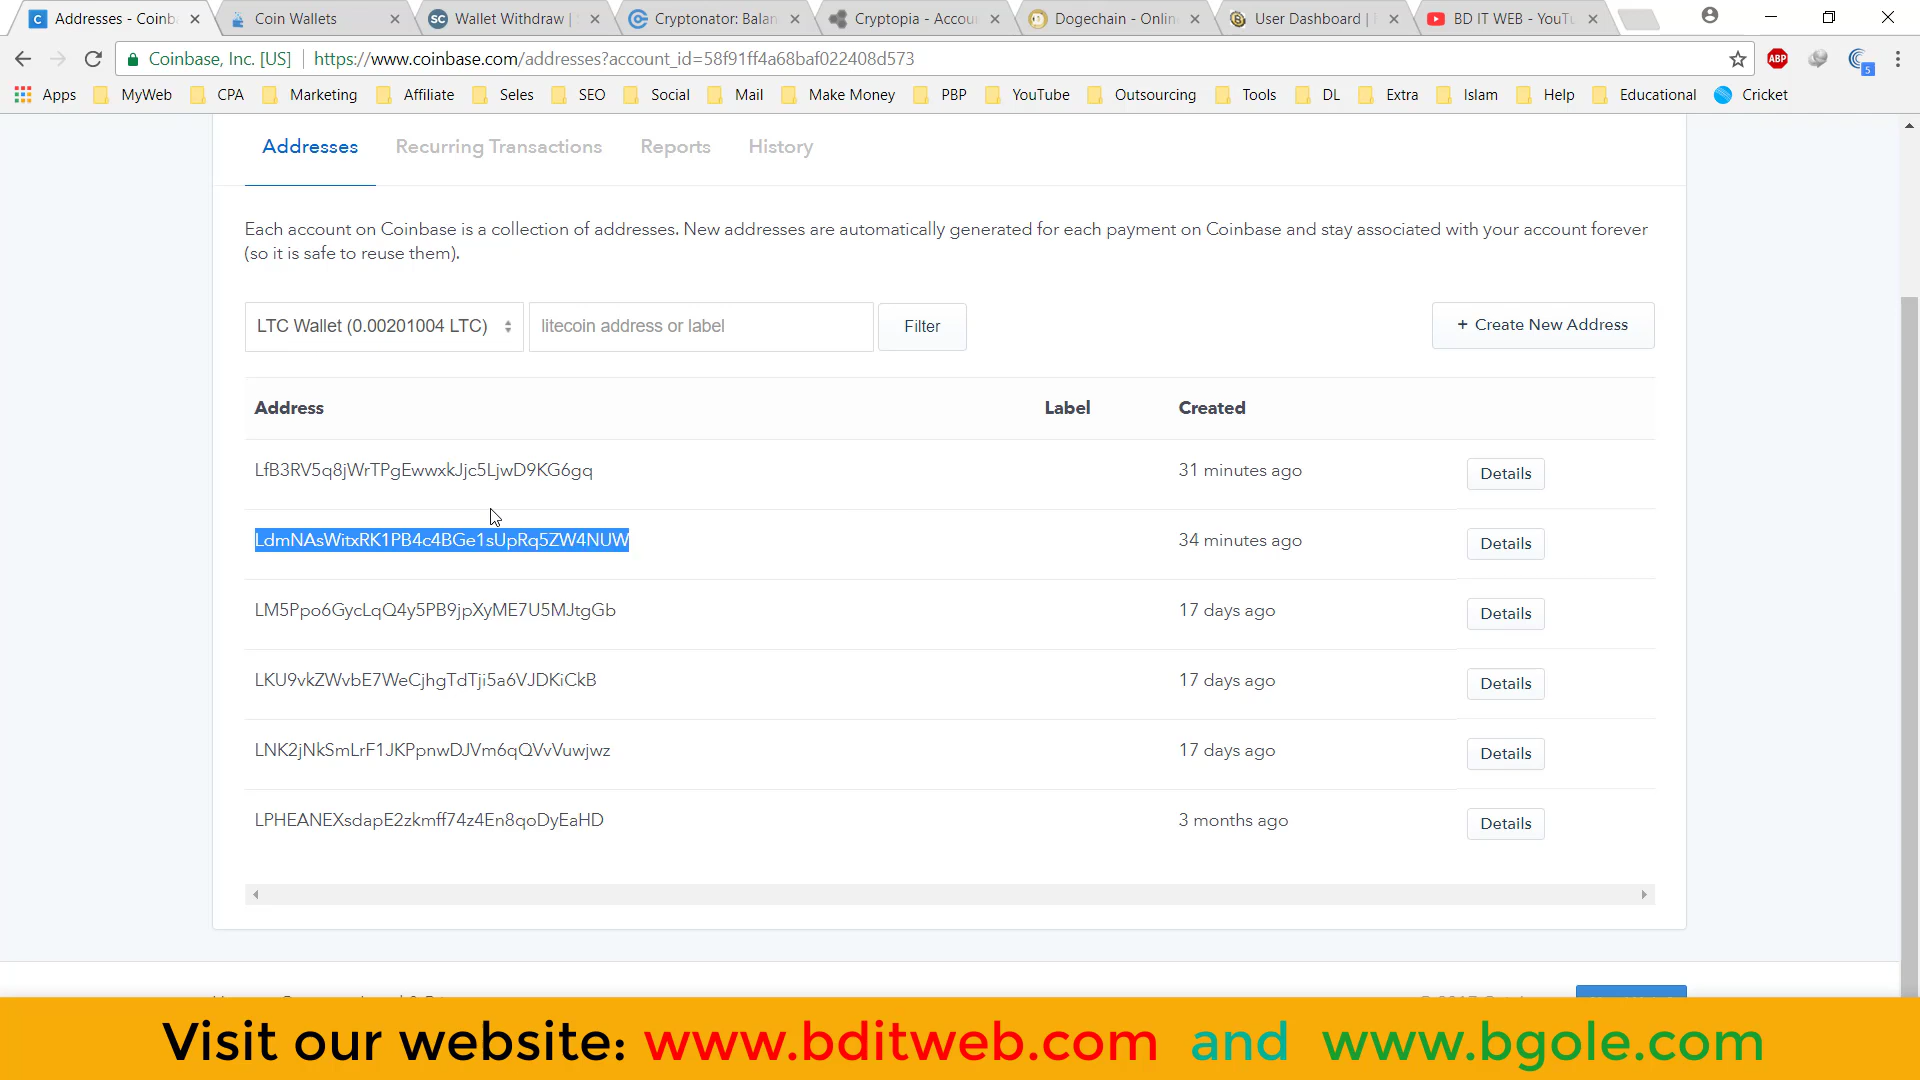 Addresses - Coinb
Coin Wallets
Wallet Withdraw |
Cryptonator: Balan
Cryptopia - Accou
Dogechain - Onlin
User Dashboard |
BD IT WEB - YouTu
Coinbase, Inc. [US] | https://www.coinbase.com/addresses?account_id=58f91ff4a68baf022408d573
ABP
5
Apps MyWeb CPA Marketing Affiliate Seles SEO Social Mail Make Money PBP YouTube Outsourcing Tools DL Extra Islam Help Educational Cricket
Addresses Recurring Transactions Reports History
Each account on Coinbase is a collection of addresses. New addresses are automatically generated for each payment on Coinbase and stay associated with your account forever
(so it is safe to reuse them).
LTC Wallet (0.00201004 LTC) litecoin address or label Filter + Create New Address
Address Label Created
LfB3RV5q8jWrTPgEwwxkJjc5LjwD9KG6gq 31 minutes ago Details
LdmNAsWitxRK1PB4c4BGe1sUpRq5ZW4NUW 34 minutes ago Details
LM5Ppo6GycLqQ4y5PB9jpXyME7U5MJtgGb 17 days ago Details
LKU9vkZWvbE7WeCjhgTdTji5a6VJDKiCkB 17 days ago Details
LNK2jNkSmLrF1JKPpnwDJVm6qQVvVuwjwz 17 days ago Details
LPHEANEXsdapE2zkmff74z4En8qoDyEaHD 3 months ago Details
Visit our website: www.bditweb.com and www.bgole.com